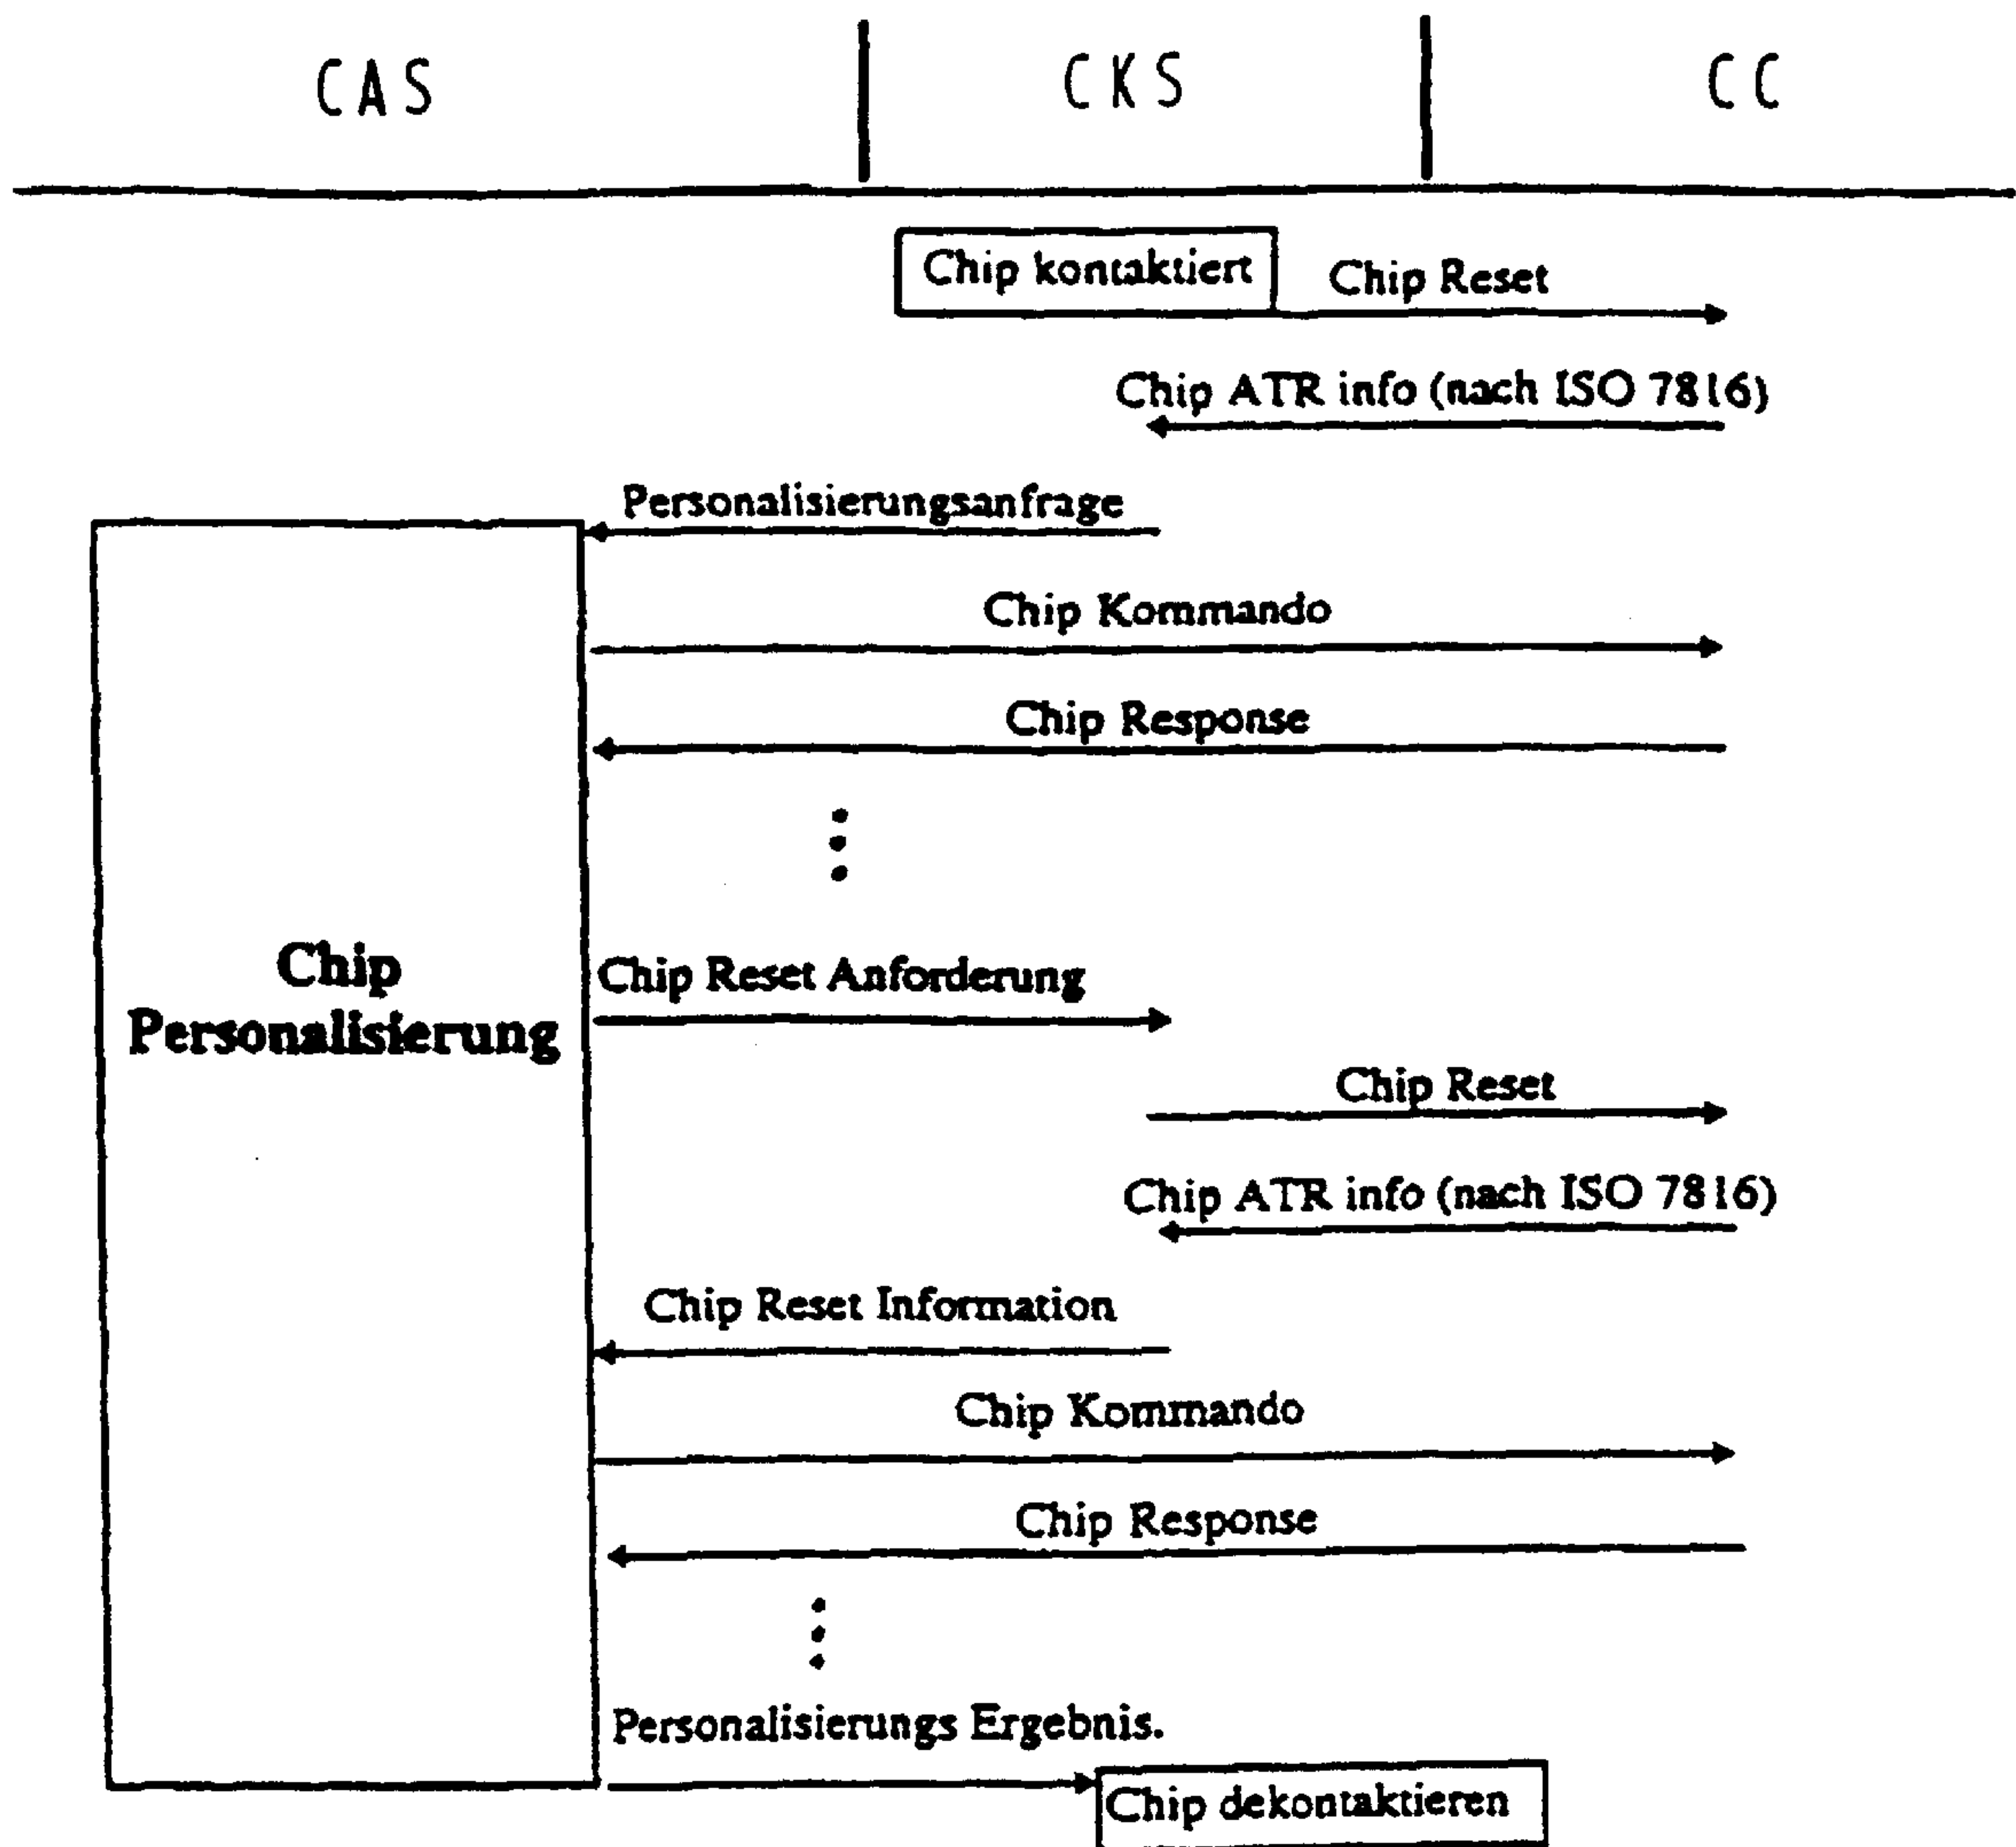 CAS CKS CC
Chip kontaktiert Chip Reset
Chip ATR info (nach ISO 7816)
Personalisierungsanfrage
Chip Kommando
Chip Response
Chip
Personalisierung
Chip Reset Anforderung
Chip Reset
Chip ATR info (nach ISO 7816)
Chip Reset Information
Chip Kommando
Chip Response
Personalisierungs Ergebnis.
Chip dekontaktieren